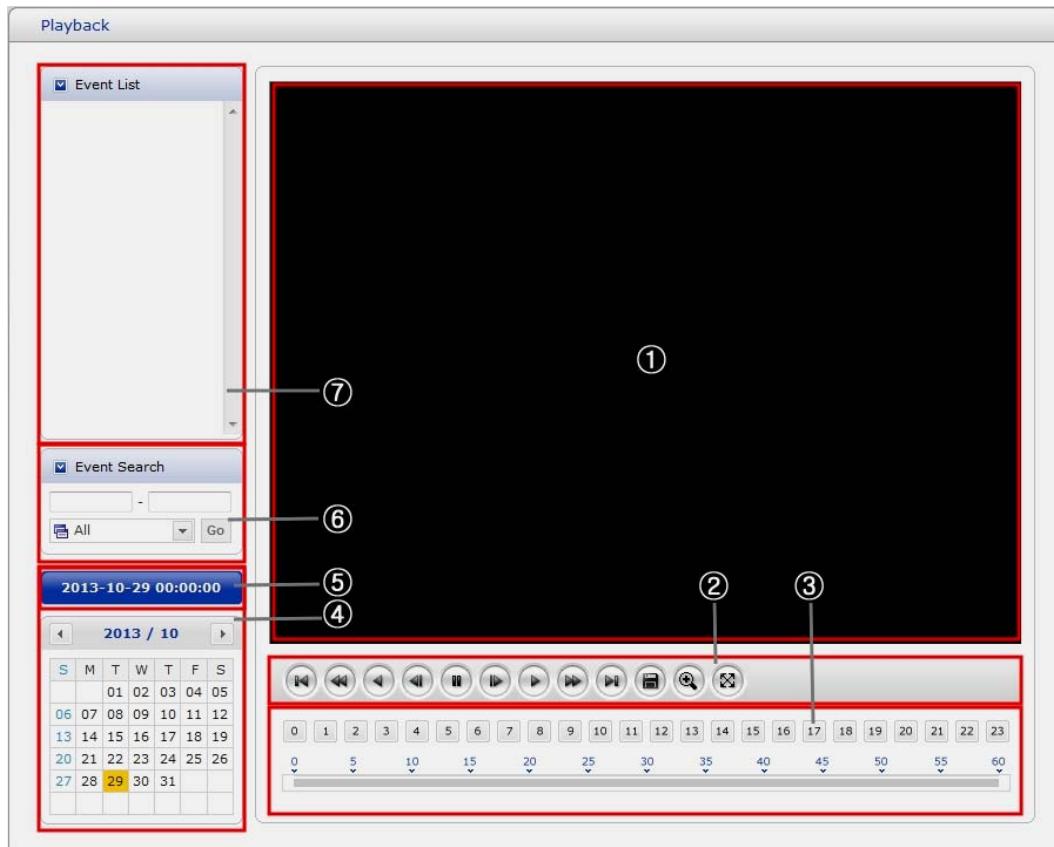 Playback
Event List
⑦
Event Search
-
All Go
⑥
2013-10-29 00:00:00
⑤
④
2013 / 10
S M T W T F S
01 02 03 04 05
06 07 08 09 10 11 12
13 14 15 16 17 18 19
20 21 22 23 24 25 26
27 28 29 30 31
①
② ③
0 1 2 3 4 5 6 7 8 9 10 11 12 13 14 15 16 17 18 19 20 21 22 23
0 5 10 15 20 25 30 35 40 45 50 55 60